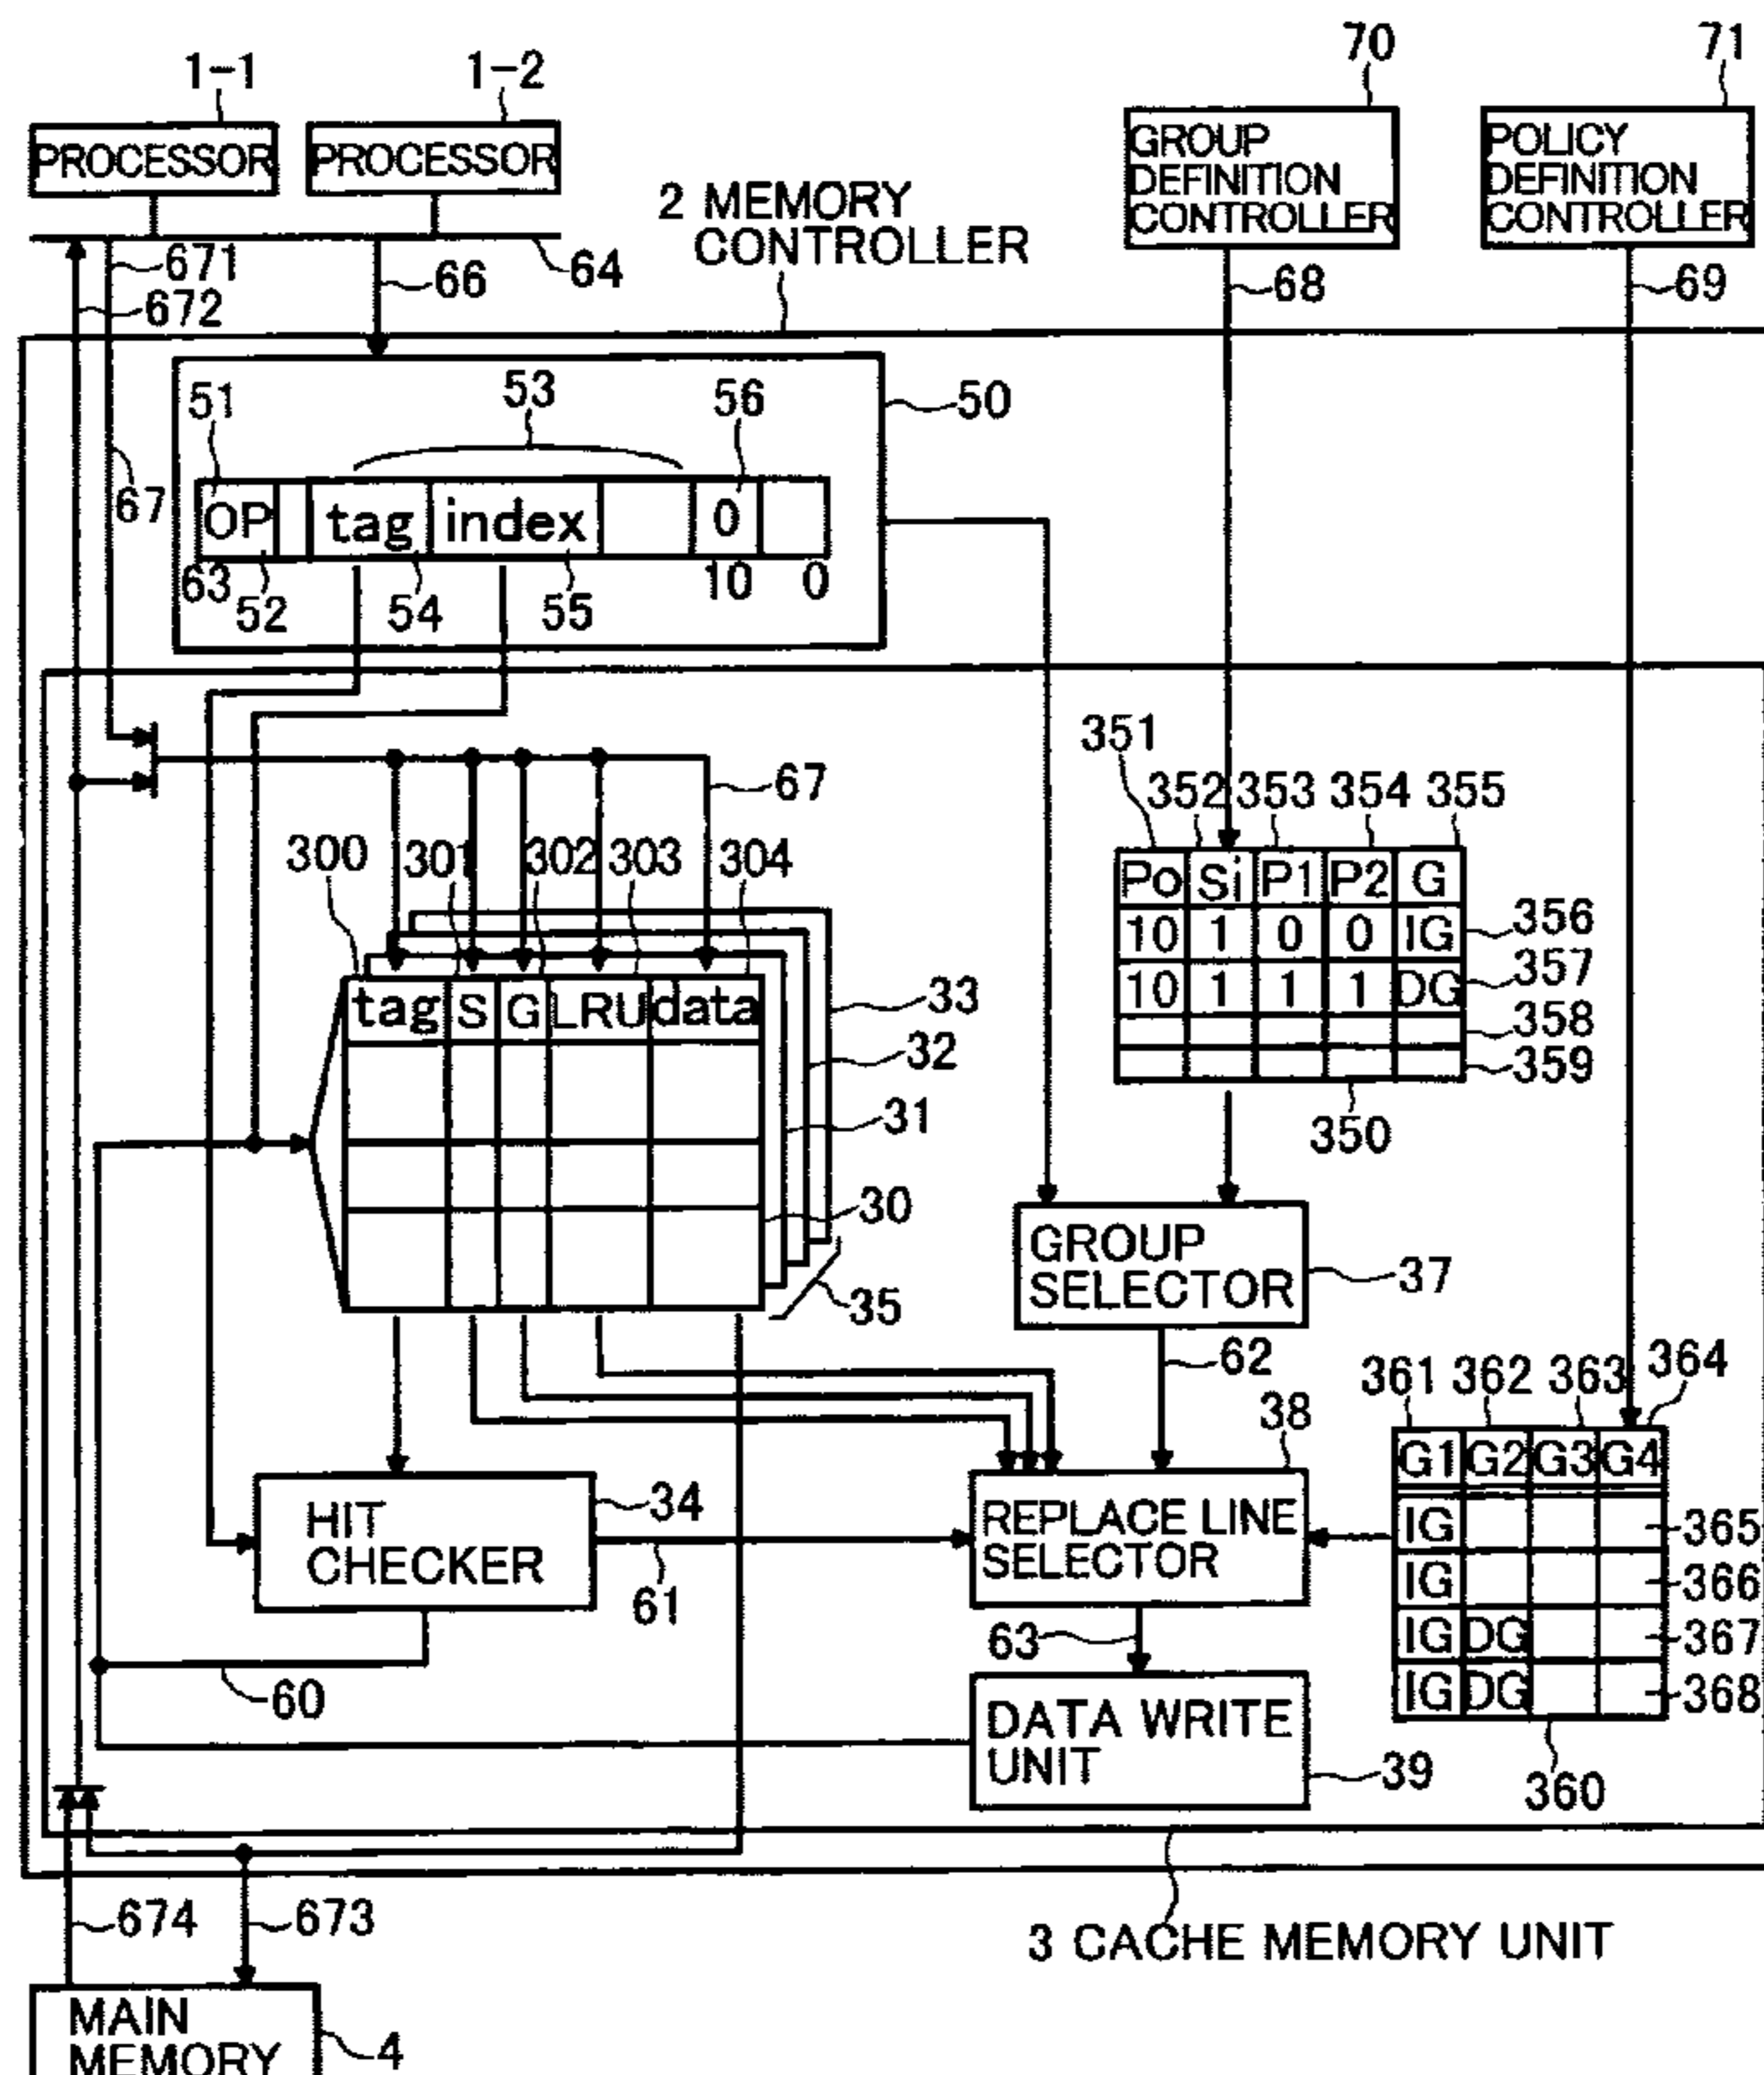 70
71
1-1
1-2
PROCESSOR
PROCESSOR
GROUP
DEFINITION
CONTROLLER
POLICY
DEFINITION
CONTROLLER
2 MEMORY
CONTROLLER
671
672
66
64
68
69
67
51
53
56
50
OP tag index 0
63 10 0
52 54 55
351
352 353 354 355
67
300 301 302 303 304
Po Si P1 P2 G
10 1 0 0 IG 356
10 1 1 1 DG 357
358
359
350
tag S G LRU data
33
32
31
30
35
GROUP
SELECTOR
37
62
361 362 363 364
38
G1 G2 G3 G4
IG 365
IG 366
IG DG 367
IG DG 368
360
HIT
CHECKER
34
61
REPLACE LINE
SELECTOR
63
60
DATA WRITE
UNIT
39
674
673
3 CACHE MEMORY UNIT
MAIN
MEMORY
4